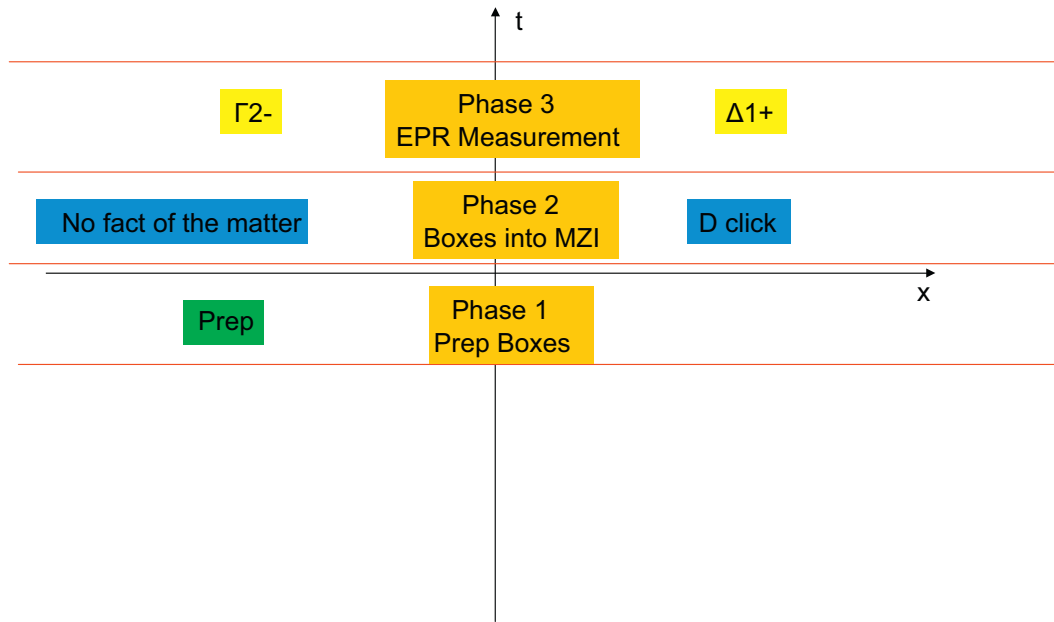 t
Γ2-
Phase 3
EPR Measurement
Δ1+
No fact of the matter
Phase 2
Boxes into MZI
D click
x
Prep
Phase 1
Prep Boxes